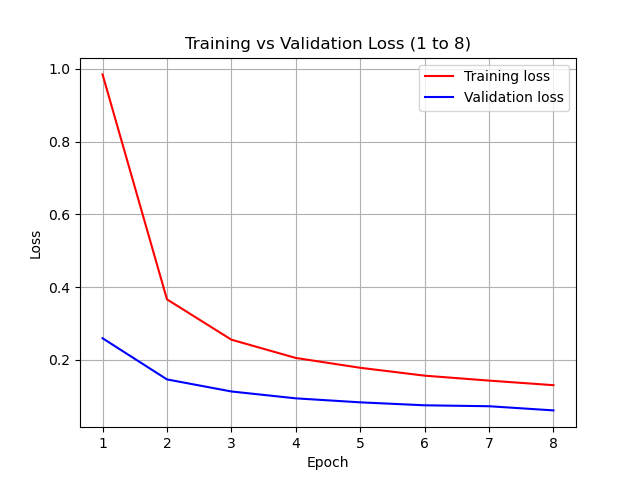 Training vs Validation Loss (1 to 8)
Training loss
Validation loss
Loss
1.0
0.8
0.6
0.4
0.2
1 2 3 4 5 6 7 8
Epoch